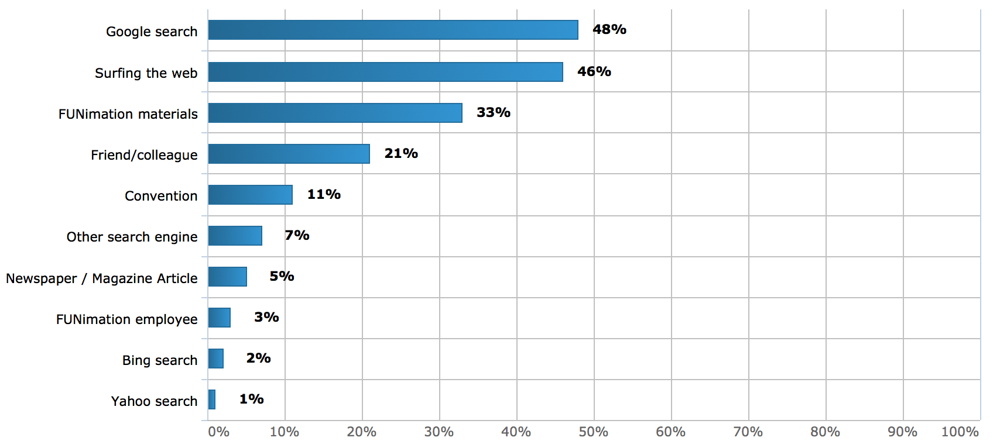 Google search 48%
Surfing the web 46%
FUNimation materials 33%
Friend/colleague 21%
Convention 11%
Other search engine 7%
Newspaper / Magazine Article 5%
FUNimation employee 3%
Bing search 2%
Yahoo search 1%
0% 10% 20% 30% 40% 50% 60% 70% 80% 90% 100%